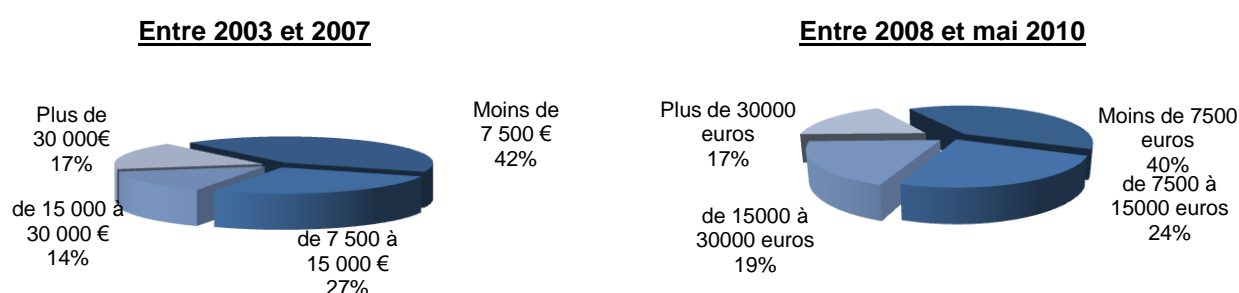 Entre 2003 et 2007
Plus de
30 000€
17%
Moins de
7 500 €
42%
de 15 000 à
30 000 €
14%
de 7 500 à
15 000 €
27%
Entre 2008 et mai 2010
Plus de 30000
euros
17%
Moins de 7500
euros
40%
de 7500 à
15000 euros
24%
de 15000 à
30000 euros
19%